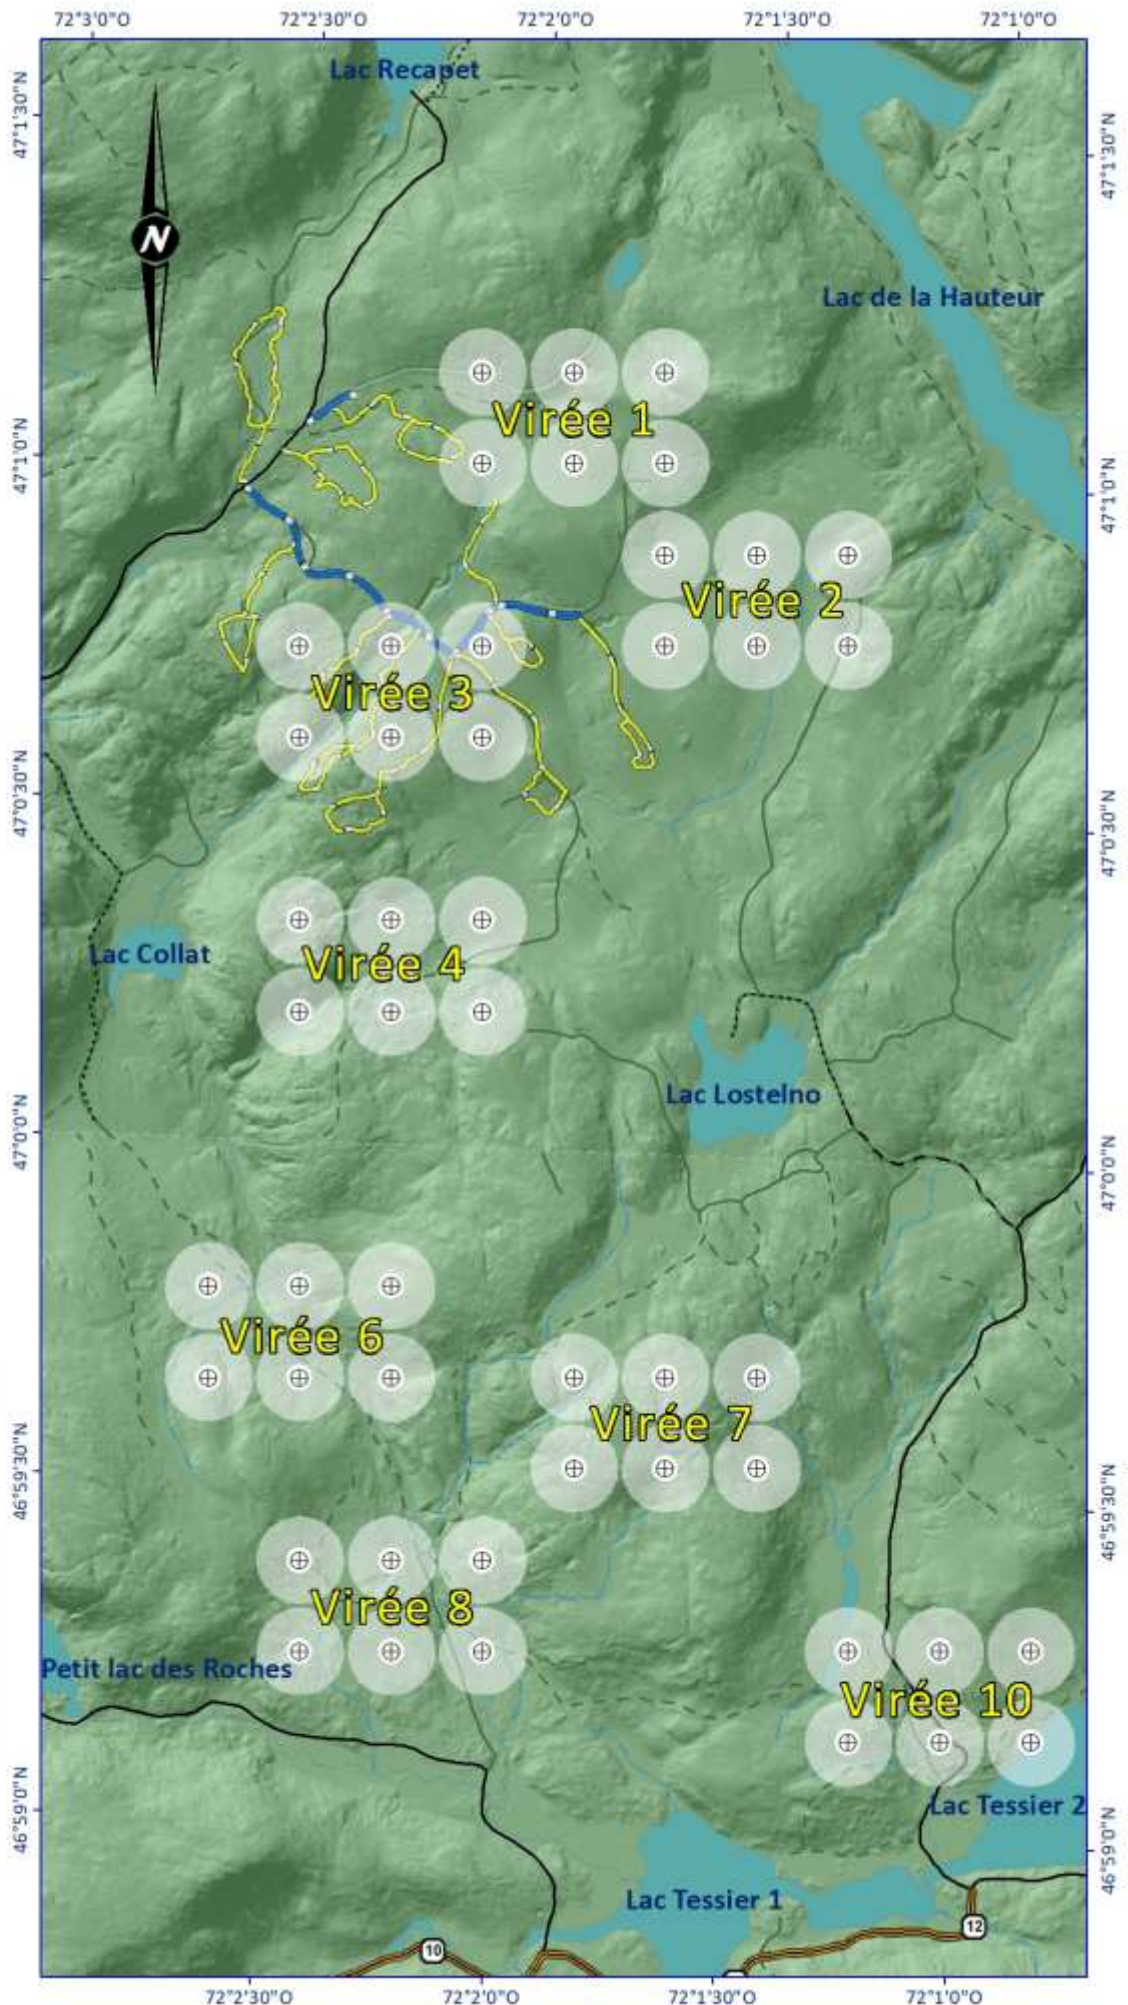 72°3'0"O 72°2'30"O 72°2'0"O 72°1'30"O 72°1'0"O
Lac Recapet
47°1'30"N
47°1'30"N
N
Lac de la Hauteur
Virée 1
47°1'0"N
47°1'0"N
Virée 2
Virée 3
47°0'30"N
47°0'30"N
Lac Collat
Virée 4
Lac Lostelno
47°0'0"N
47°0'0"N
Virée 6
Virée 7
46°59'30"N
46°59'30"N
Virée 8
Petit lac des Roches
Virée 10
46°59'0"N
Lac Tessier 2
46°59'0"N
Lac Tessier 1
12
10
72°2'30"O 72°2'0"O 72°1'30"O 72°1'0"O